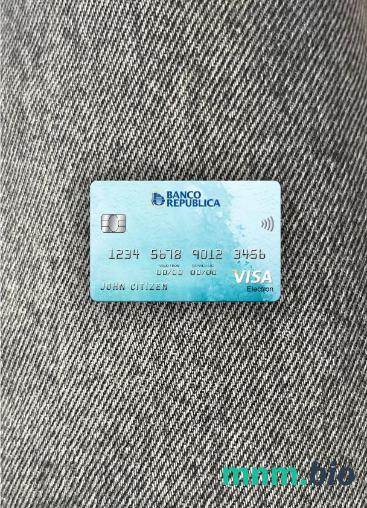 BANCO
REPUBLICA
1234 5678 9012 3456
00/00 00/00
VISA
Electron
JOHN CITIZEN
mnm.bio